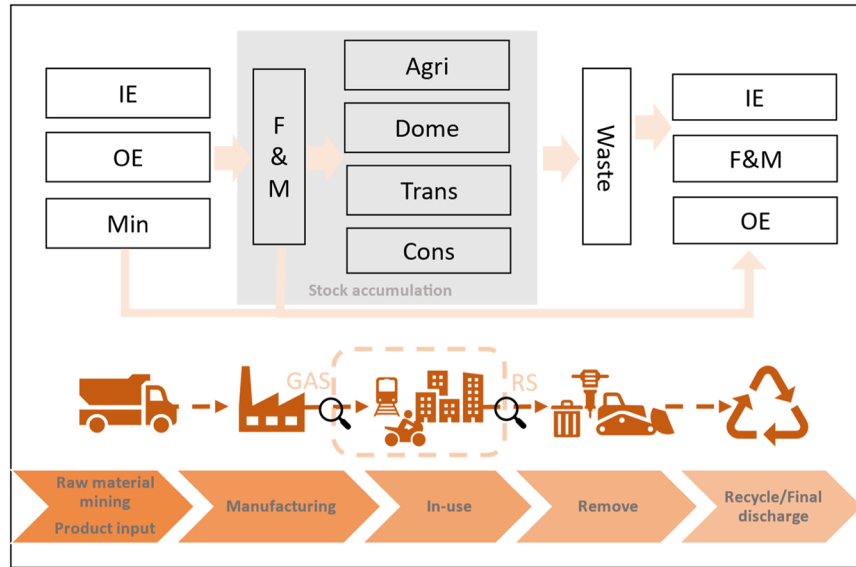 IE
OE
Min
F
&
M
Agri
Dome
Trans
Cons
Stock accumulation
Waste
IE
F&M
OE
GAS
RS
Raw material
mining
Product input
Manufacturing
In-use
Remove
Recycle/Final
discharge